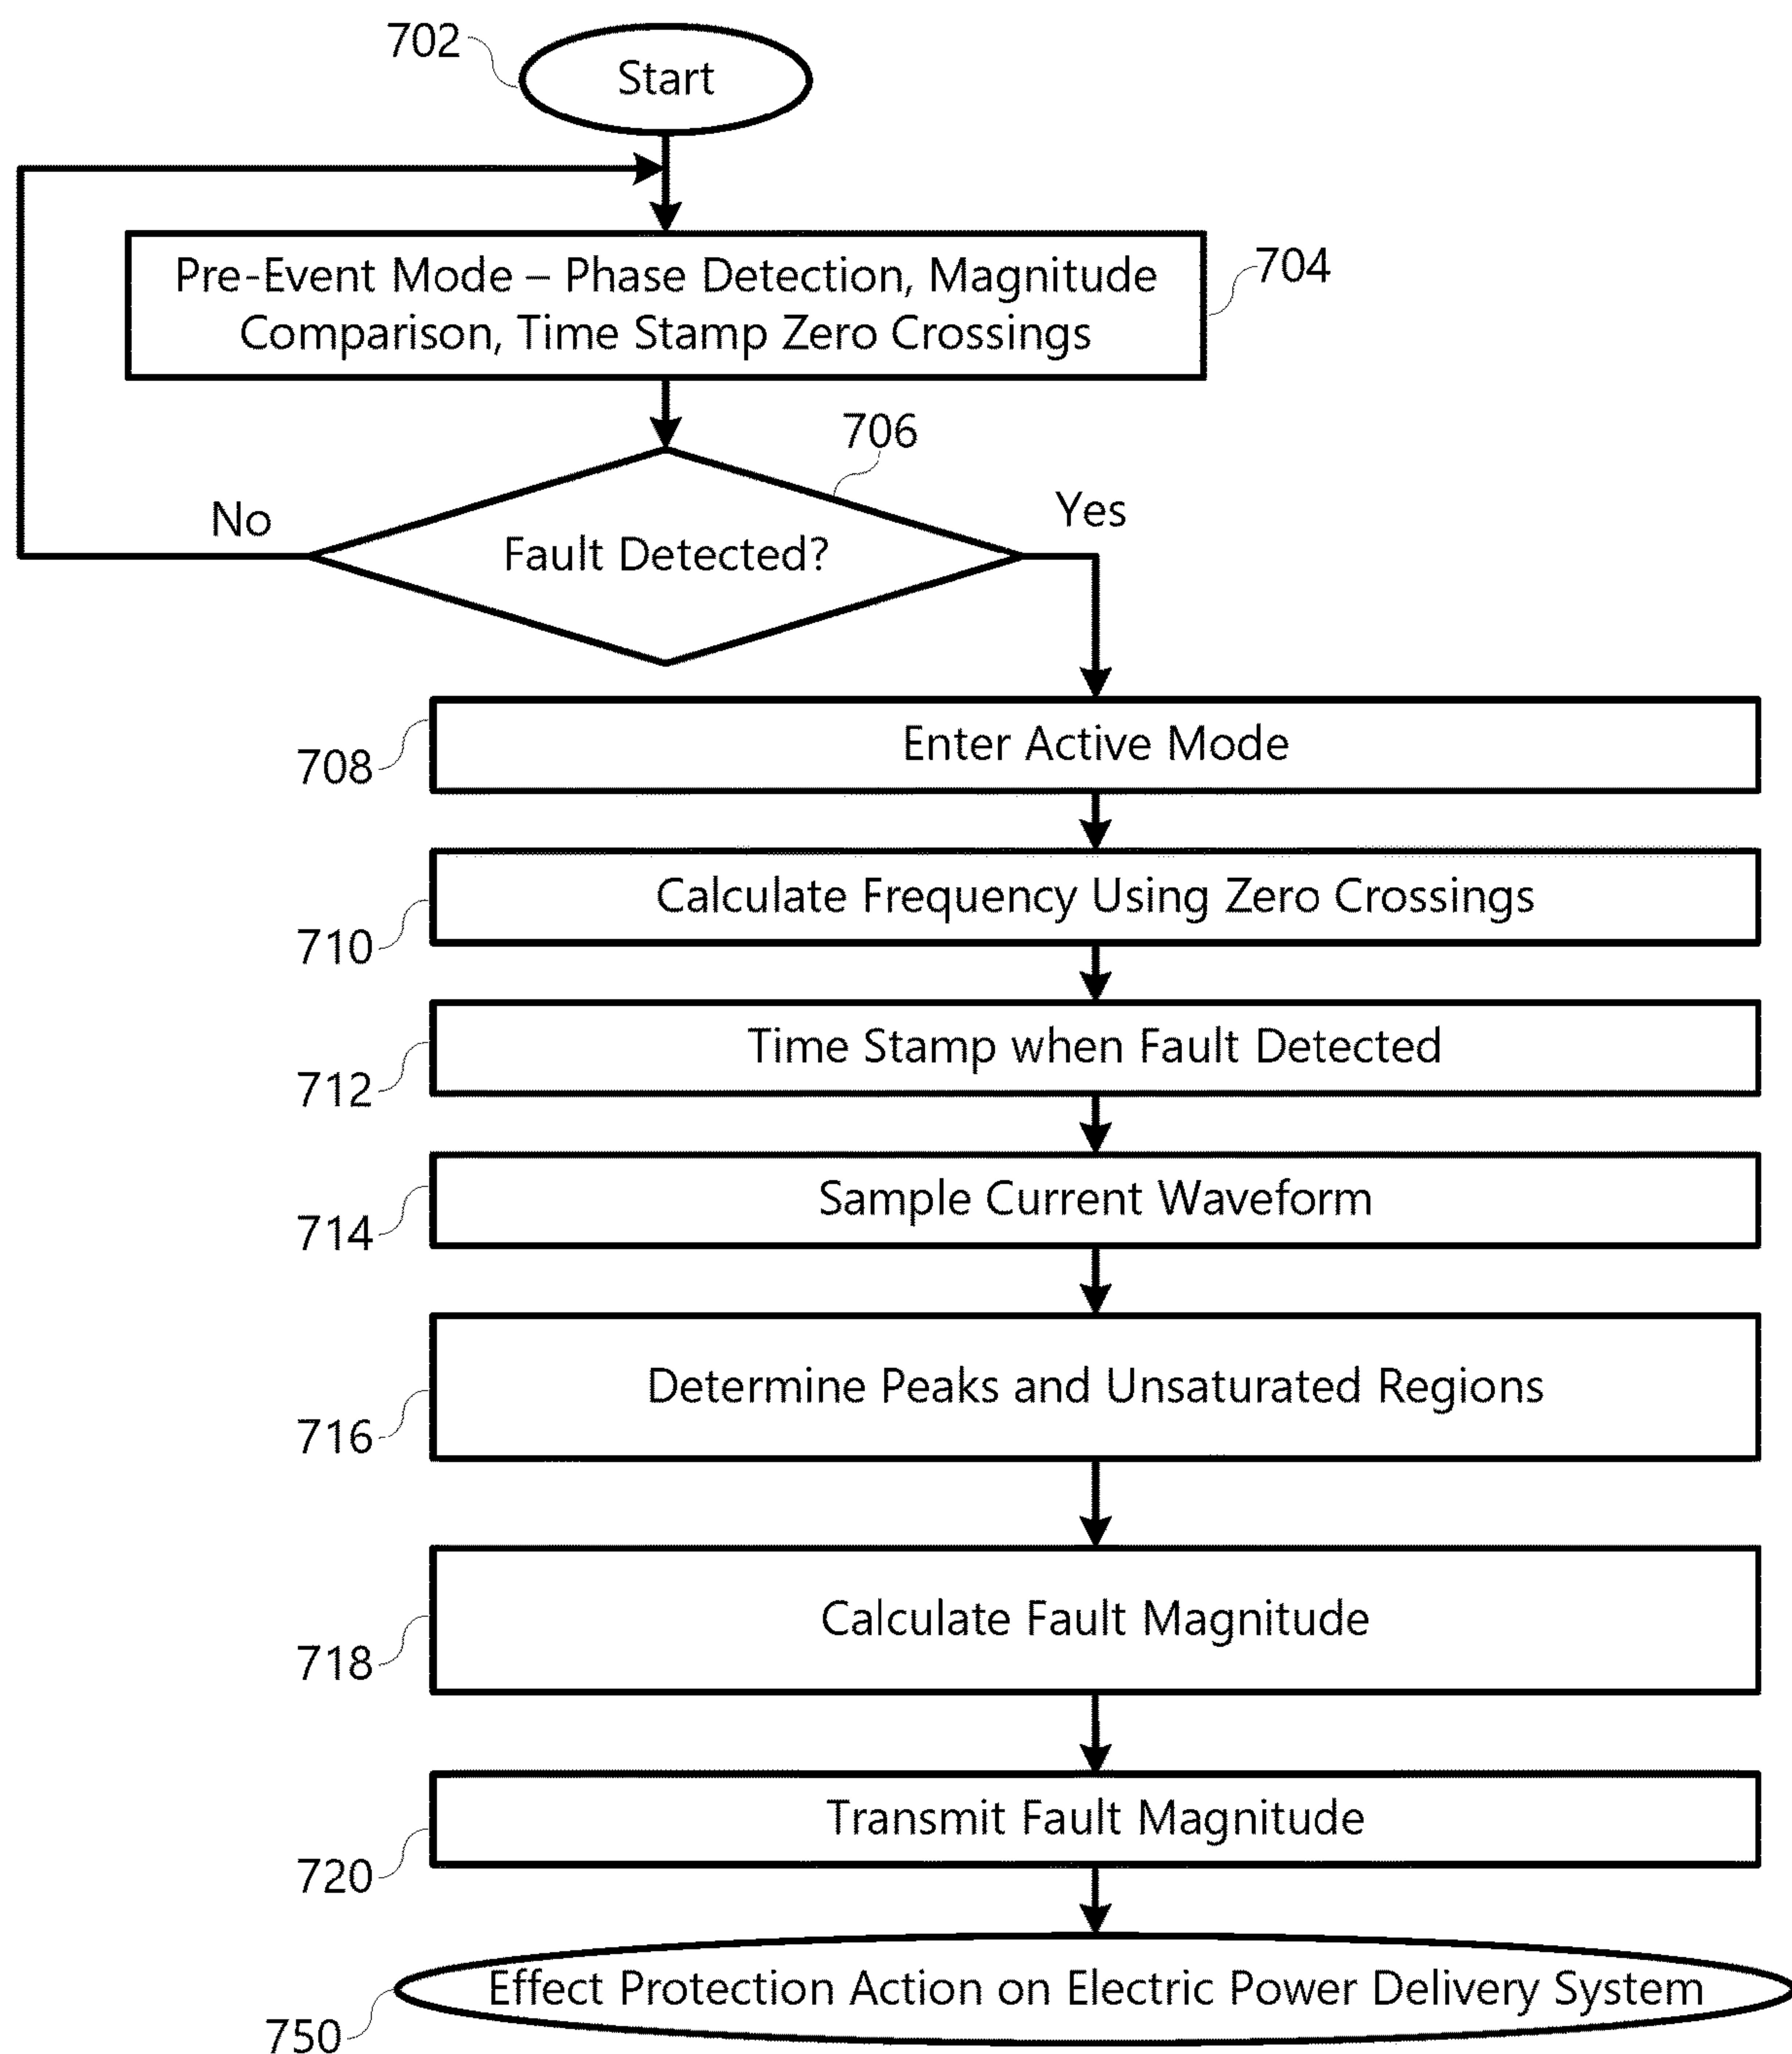 702
Start
Pre-Event Mode – Phase Detection, Magnitude
Comparison, Time Stamp Zero Crossings
704
706
No
Yes
Fault Detected?
Enter Active Mode
708
Calculate Frequency Using Zero Crossings
710
Time Stamp when Fault Detected
712
Sample Current Waveform
714
Determine Peaks and Unsaturated Regions
716
Calculate Fault Magnitude
718
Transmit Fault Magnitude
720
Effect Protection Action on Electric Power Delivery System
750